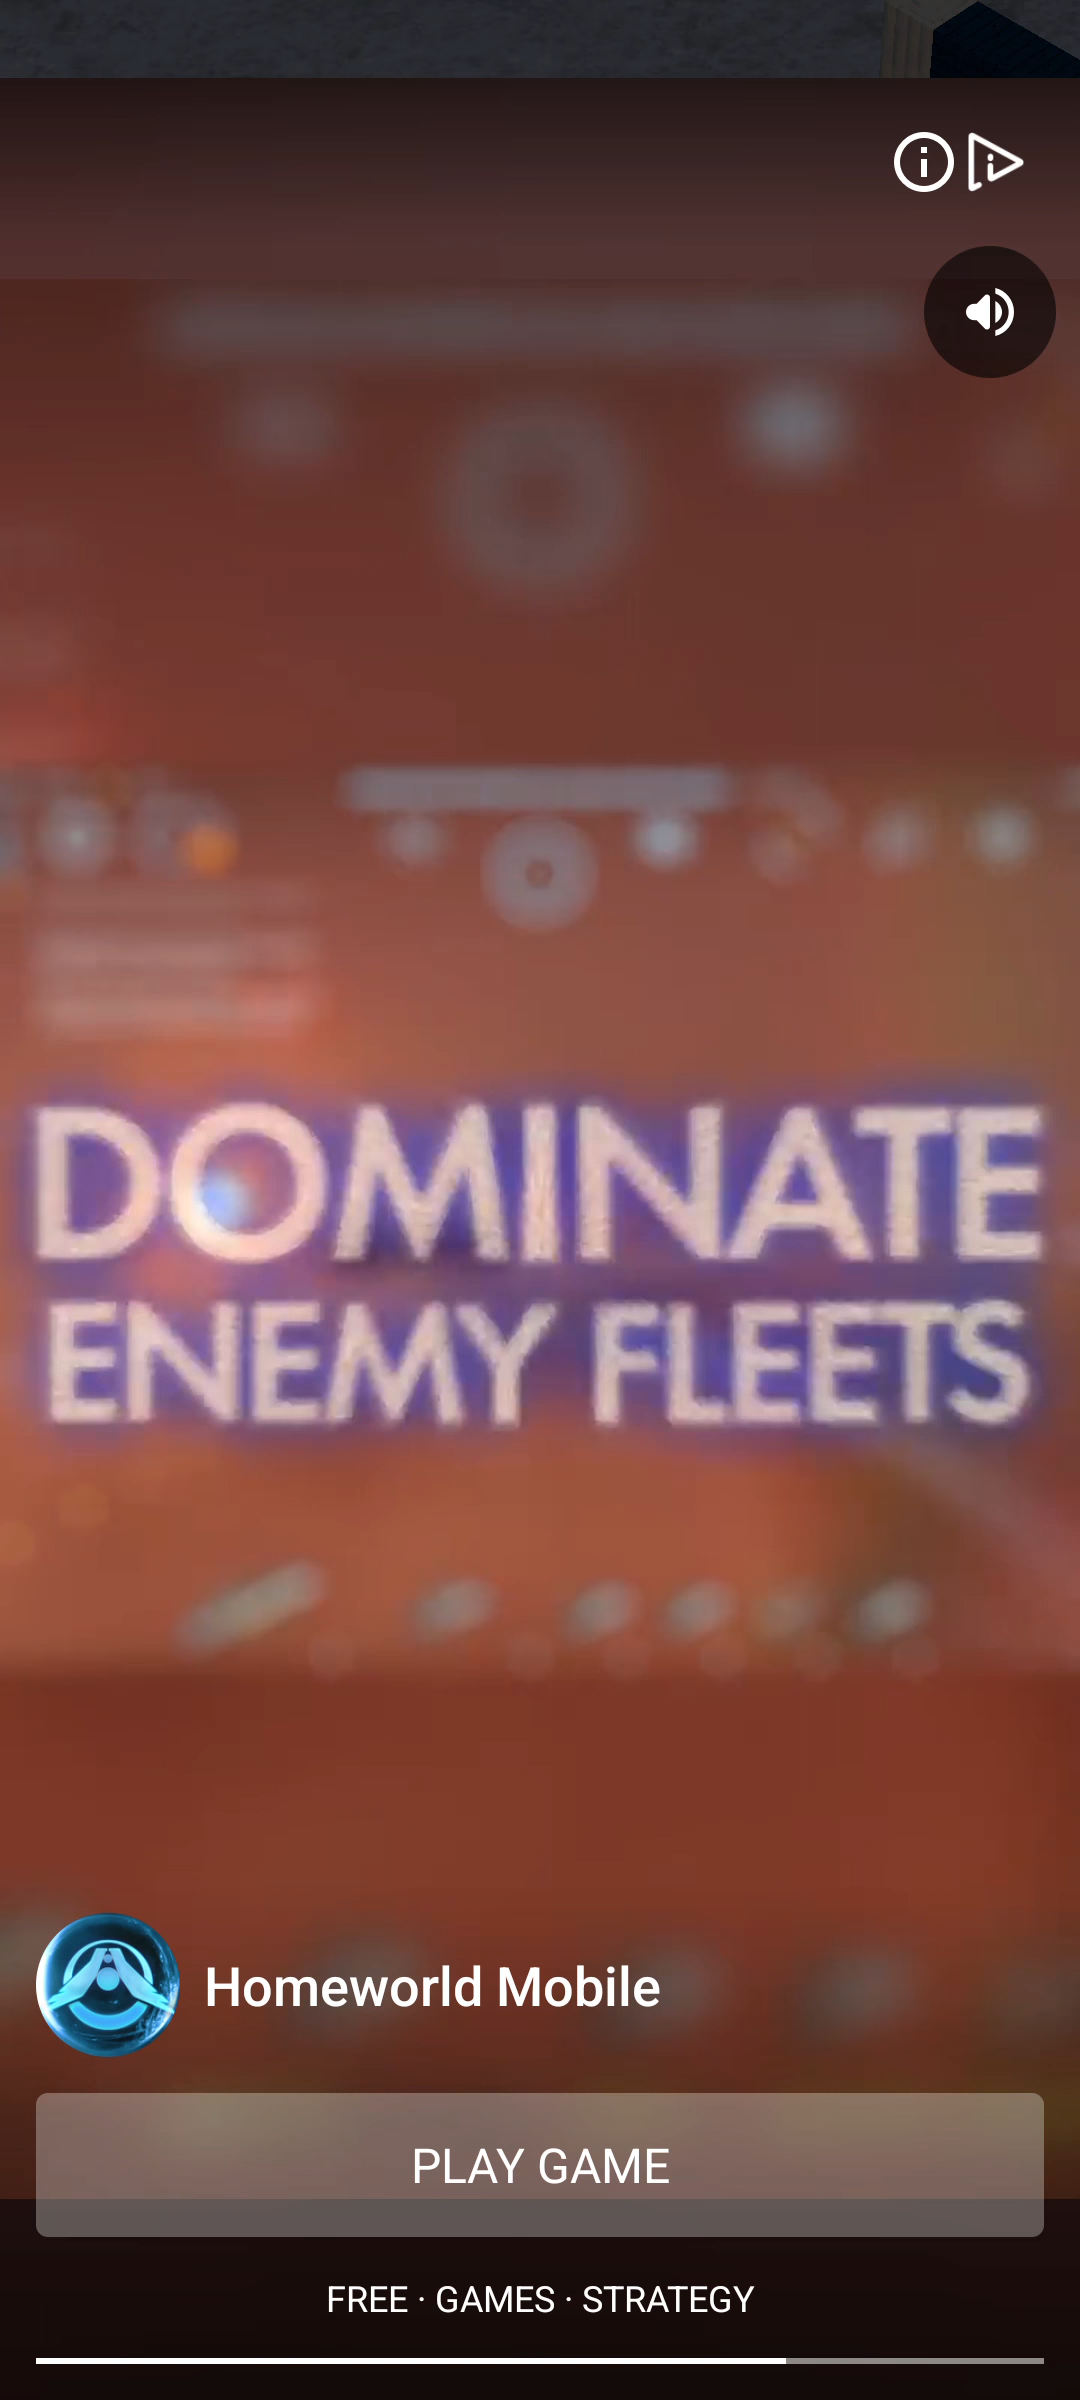 DOMINATE
ENEMY FLEETS
Homeworld Mobile
PLAY GAME
FREE · GAMES · STRATEGY